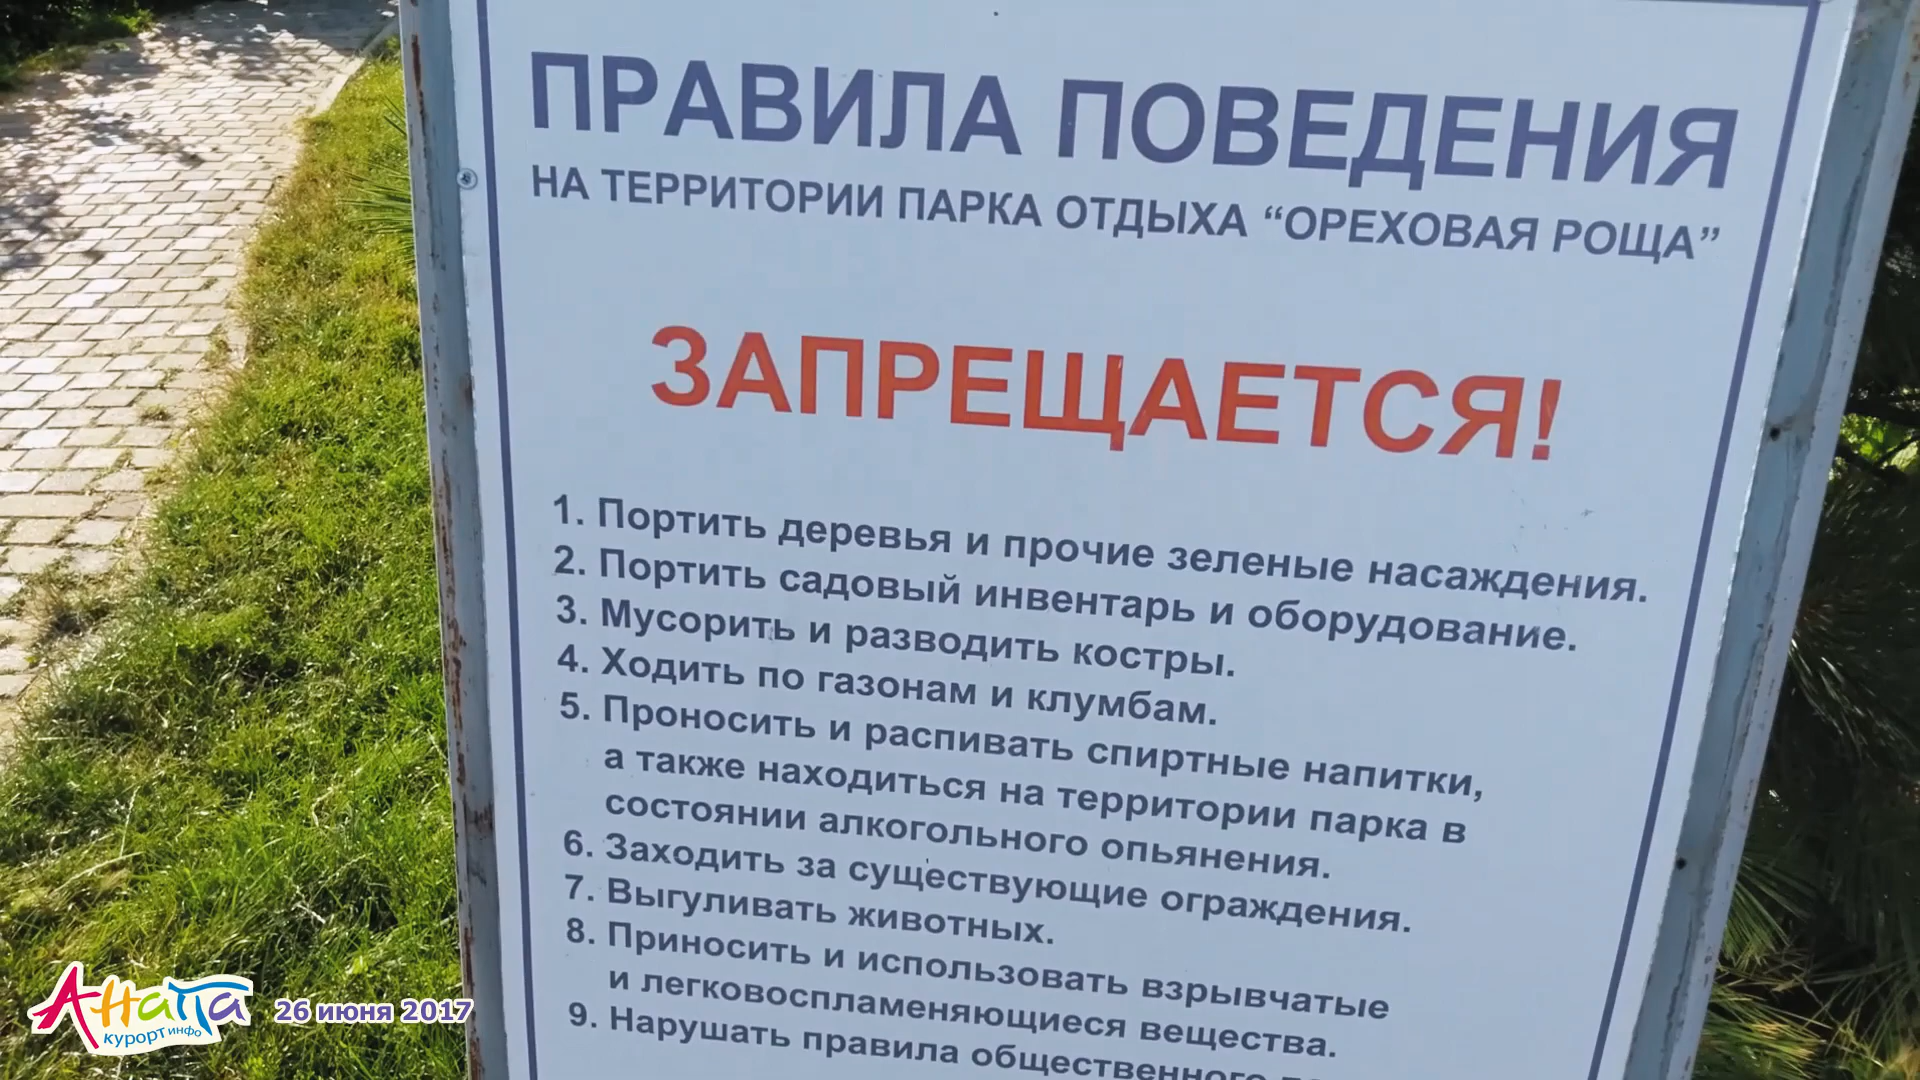 ПРАВИЛА ПОВЕДЕНИЯ
НА ТЕРРИТОРИИ ПАРКА ОТДЫХА “ОРЕХОВАЯ РОЩА”
ЗАПРЕЩАЕТСЯ!
1. Портить деревья и прочие зеленые насаждения.
2. Портить садовый инвентарь и оборудование.
3. Мусорить и разводить костры.
4. Ходить по газонам и клумбам.
5. Проносить и распивать спиртные напитки,
а также находиться на территории парка в
состоянии алкогольного опьянения.
6. Заходить за существующие ограждения.
7. Выгуливать животных.
8. Приносить и использовать взрывчатые
и легковоспламеняющиеся вещества.
9. Нарушать правила общественного
Анапа
курорт инфо
26 июня 2017